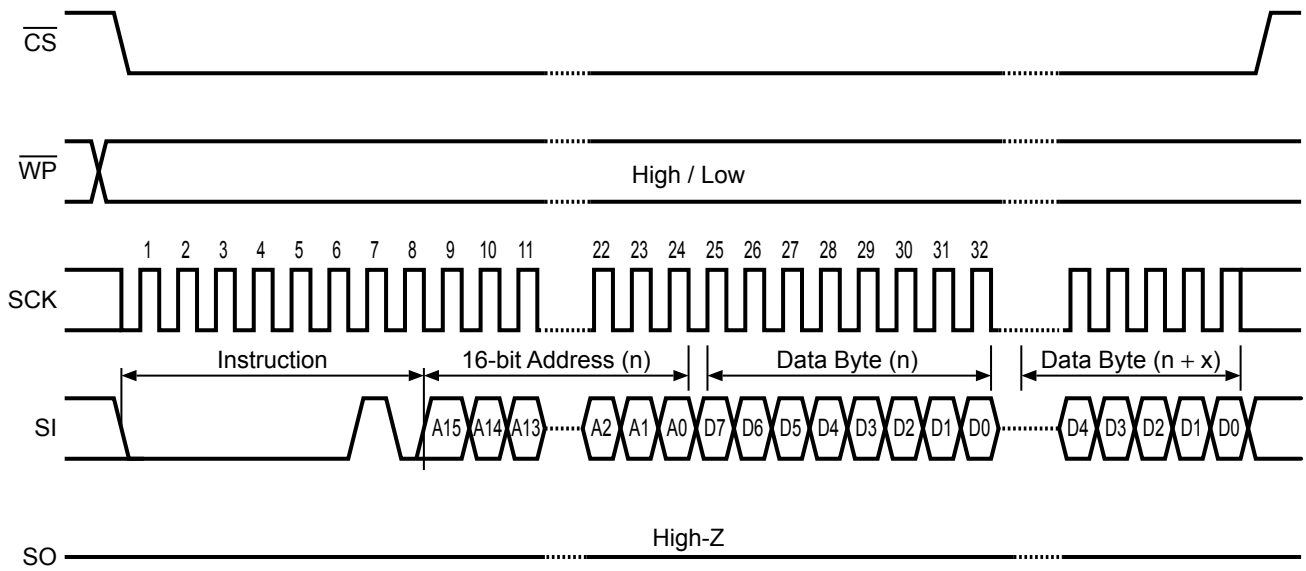 CS
WP
High / Low
1 2 3 4 5 6 7 8 9 10 11 22 23 24 25 26 27 28 29 30 31 32
SCK
Instruction 16-bit Address (n) Data Byte (n) Data Byte (n + x)
SI A15 A14 A13 A2 A1 A0 D7 D6 D5 D4 D3 D2 D1 D0 D4 D3 D2 D1 D0
High-Z
SO